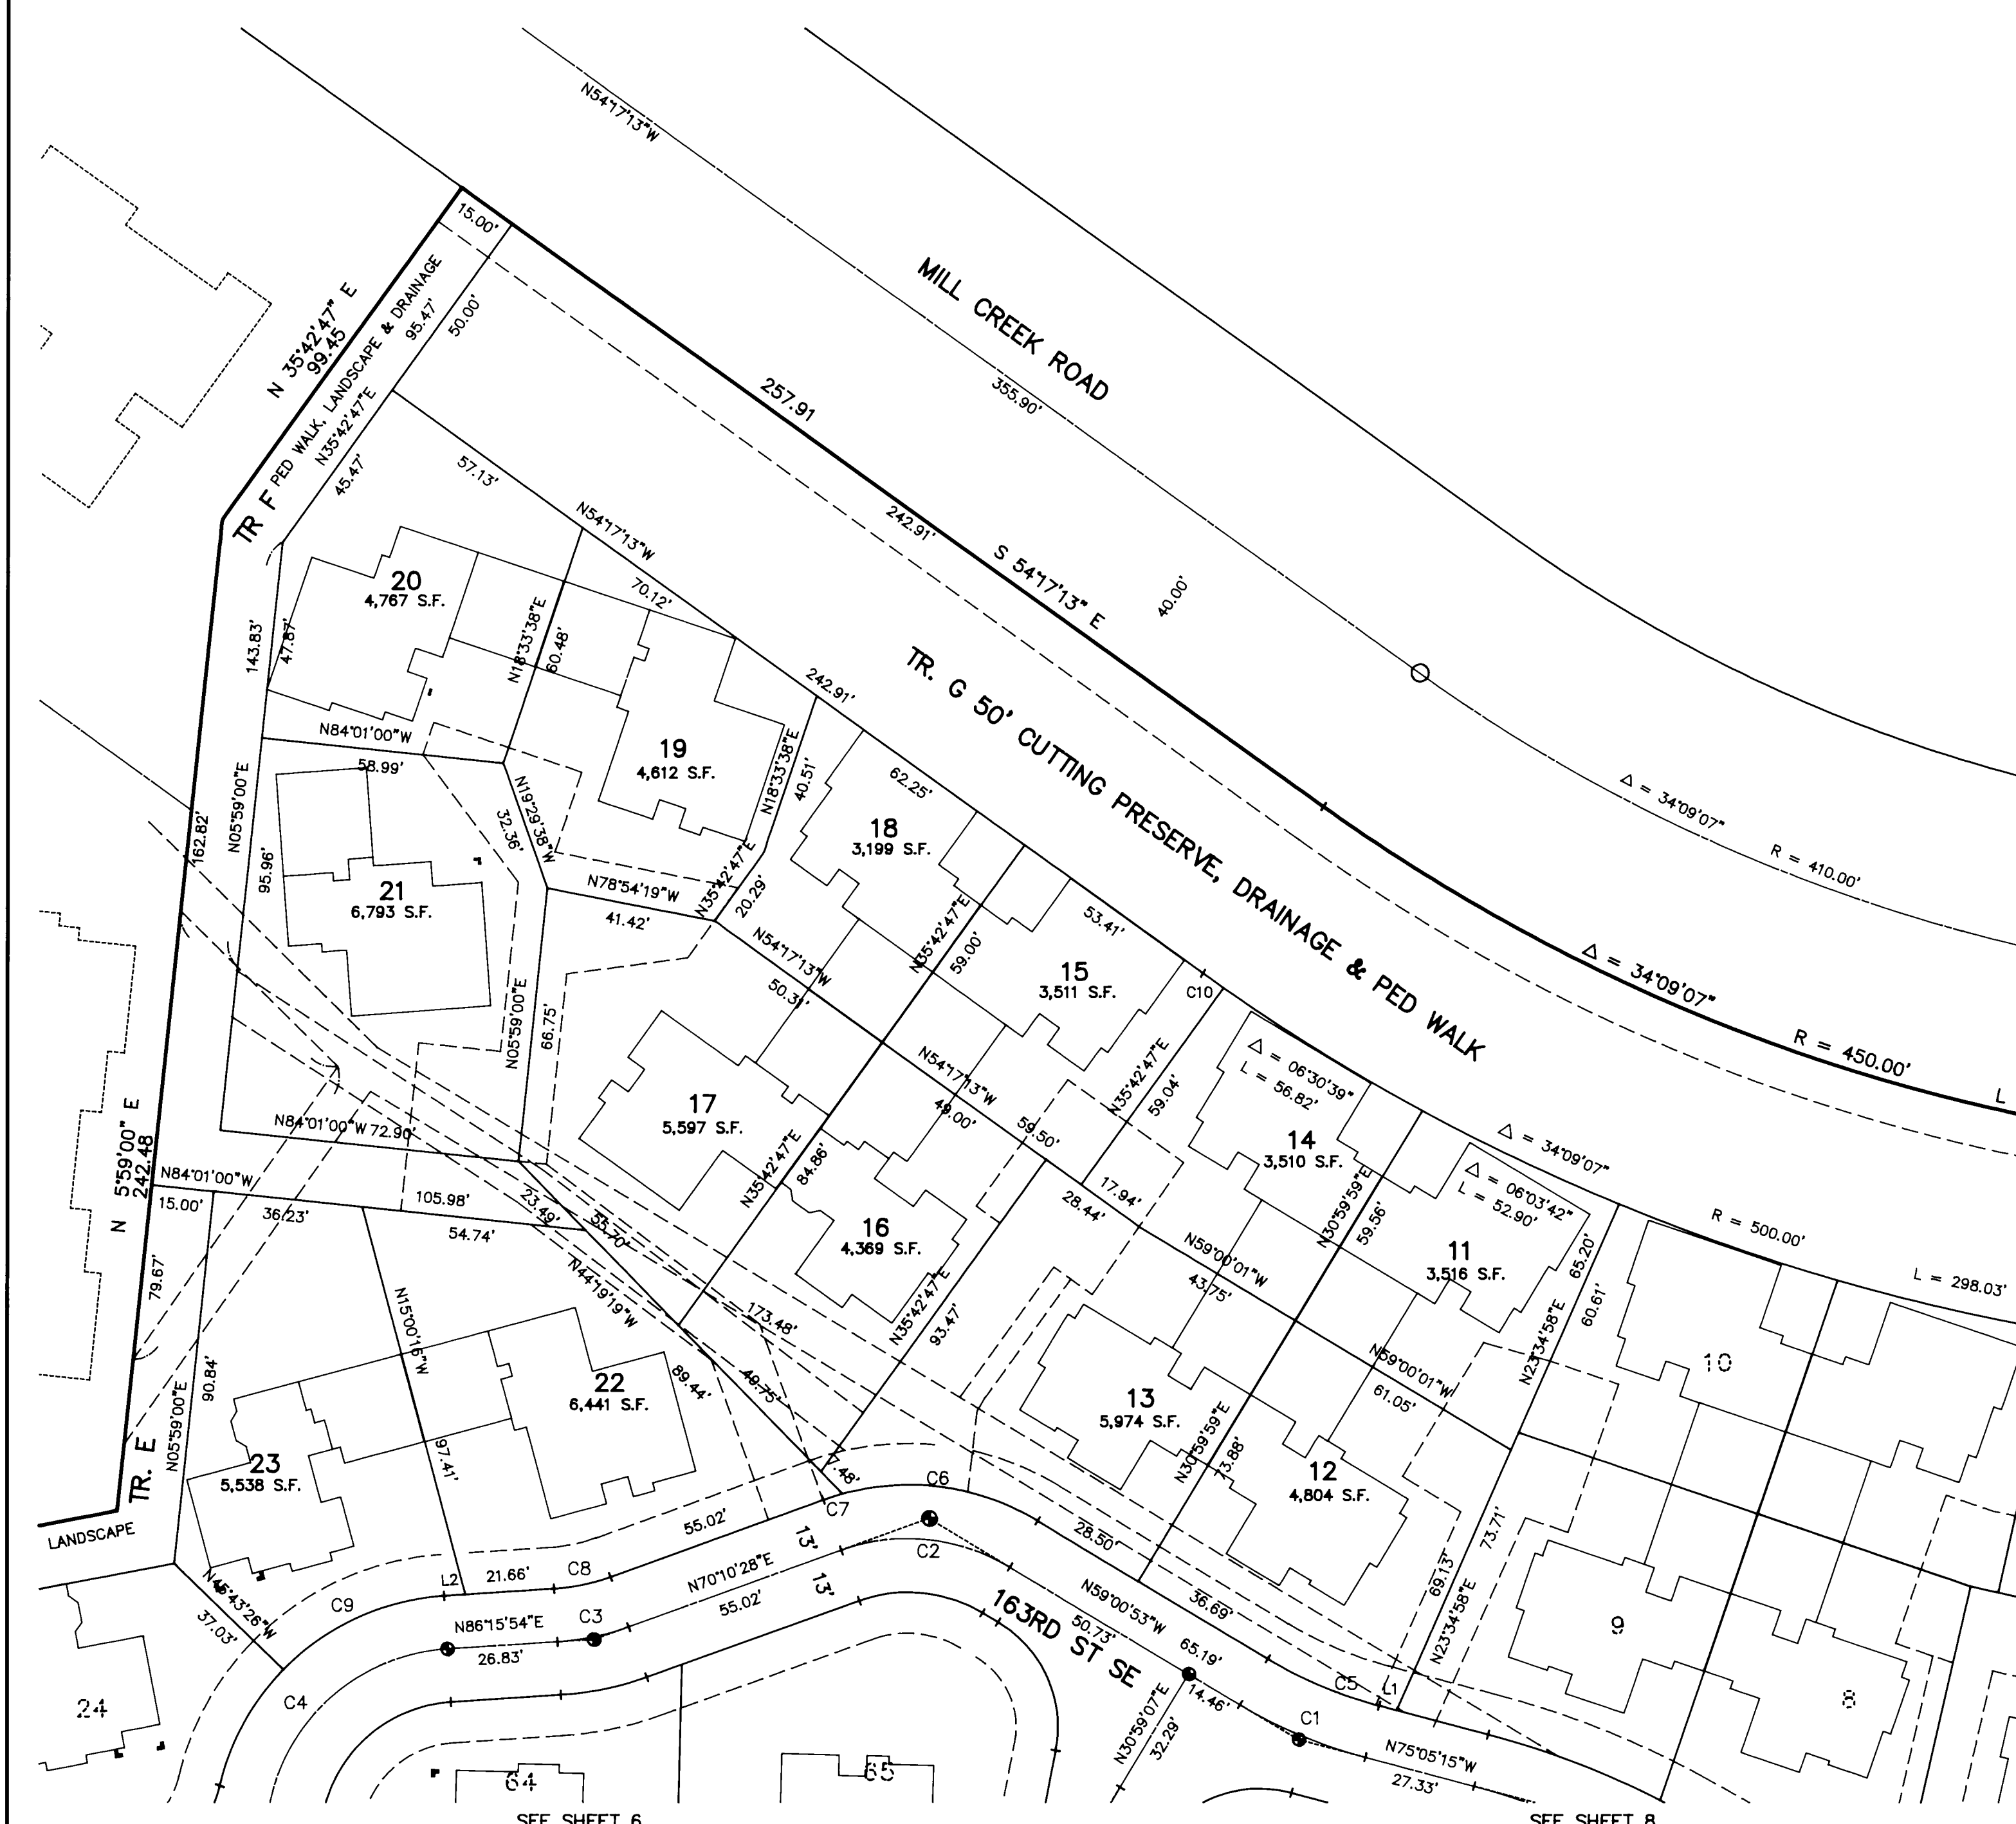 N54°17'13"W
15.00'
MILL CREEK ROAD
355.90'
N 35°42'47" E
99.45
TR F PED WALK, LANDSCAPE & DRAINAGE
N35°42'47"E
95.47'
50.00'
45.47'
257.91
242.91'
S 54°17'13" E
40.00'
57.13'
N54°17'13"W
70.12'
242.91'
TR. G 50' CUTTING PRESERVE, DRAINAGE & PED WALK
20
4,767 S.F.
143.83'
47.87'
N18°33'38"E
60.48'
N84°01'00"W
58.99'
19
4,612 S.F.
N18°33'38"E
40.51'
62.25'
Δ = 34°09'07"
R = 410.00'
18
3,199 S.F.
162.82'
N05°59'00"E
95.96'
N19°29'38"W
32.36'
21
6,793 S.F.
N78°54'19"W
41.42'
N35°42'47"E
20.29'
N35°42'47"E
59.00'
53.41'
15
3,511 S.F.
C10
Δ = 34°09'07"
R = 450.00'
L
N54°17'13"W
50.31'
N05°59'00"E
66.75'
17
5,597 S.F.
N54°17'13"W
49.00'
59.50'
N35°42'47"E
59.04'
Δ = 06°30'39"
L = 56.82'
14
3,510 S.F.
Δ = 34°09'07"
N 5°59'00" E
242.48
N84°01'00"W 72.90'
N84°01'00"W
15.00'
36.23'
105.98'
54.74'
23.49'
55.70'
N35°42'47"E
84.86'
17.94'
28.44'
N30°59'59"E
59.56'
Δ = 06°03'42"
L = 52.90'
R = 500.00'
L = 298.03'
16
4,369 S.F.
N59°00'01"W
43.75'
11
3,516 S.F.
65.20'
60.61'
N23°34'58"E
79.67'
N15°00'16"W
N44°19'19"W
173.48'
N35°42'47"E
93.47'
N59°00'01"W
61.05'
10
90.84'
N05°59'00"E
22
6,441 S.F.
89.44'
49.75'
13
5,974 S.F.
N30°59'59"E
73.88'
TR. E
23
5,538 S.F.
97.41'
7.48'
C6
C7
12
4,804 S.F.
73.71'
69.13'
LANDSCAPE
55.02'
13'
C2
28.50'
N45°43'26"W
37.03'
L2
21.66'
C8
C9
N70°10'28"E
55.02'
13'
N59°00'53"W
50.73'
36.69'
N23°34'58"E
9
N86°15'54"E
26.83'
C3
163RD ST SE
65.19'
C5
L1
C4
24
N30°59'07"E
32.29'
14.46'
C1
N75°05'15"W
27.33'
8
64
65
SEE SHEET 6
SEE SHEET 8